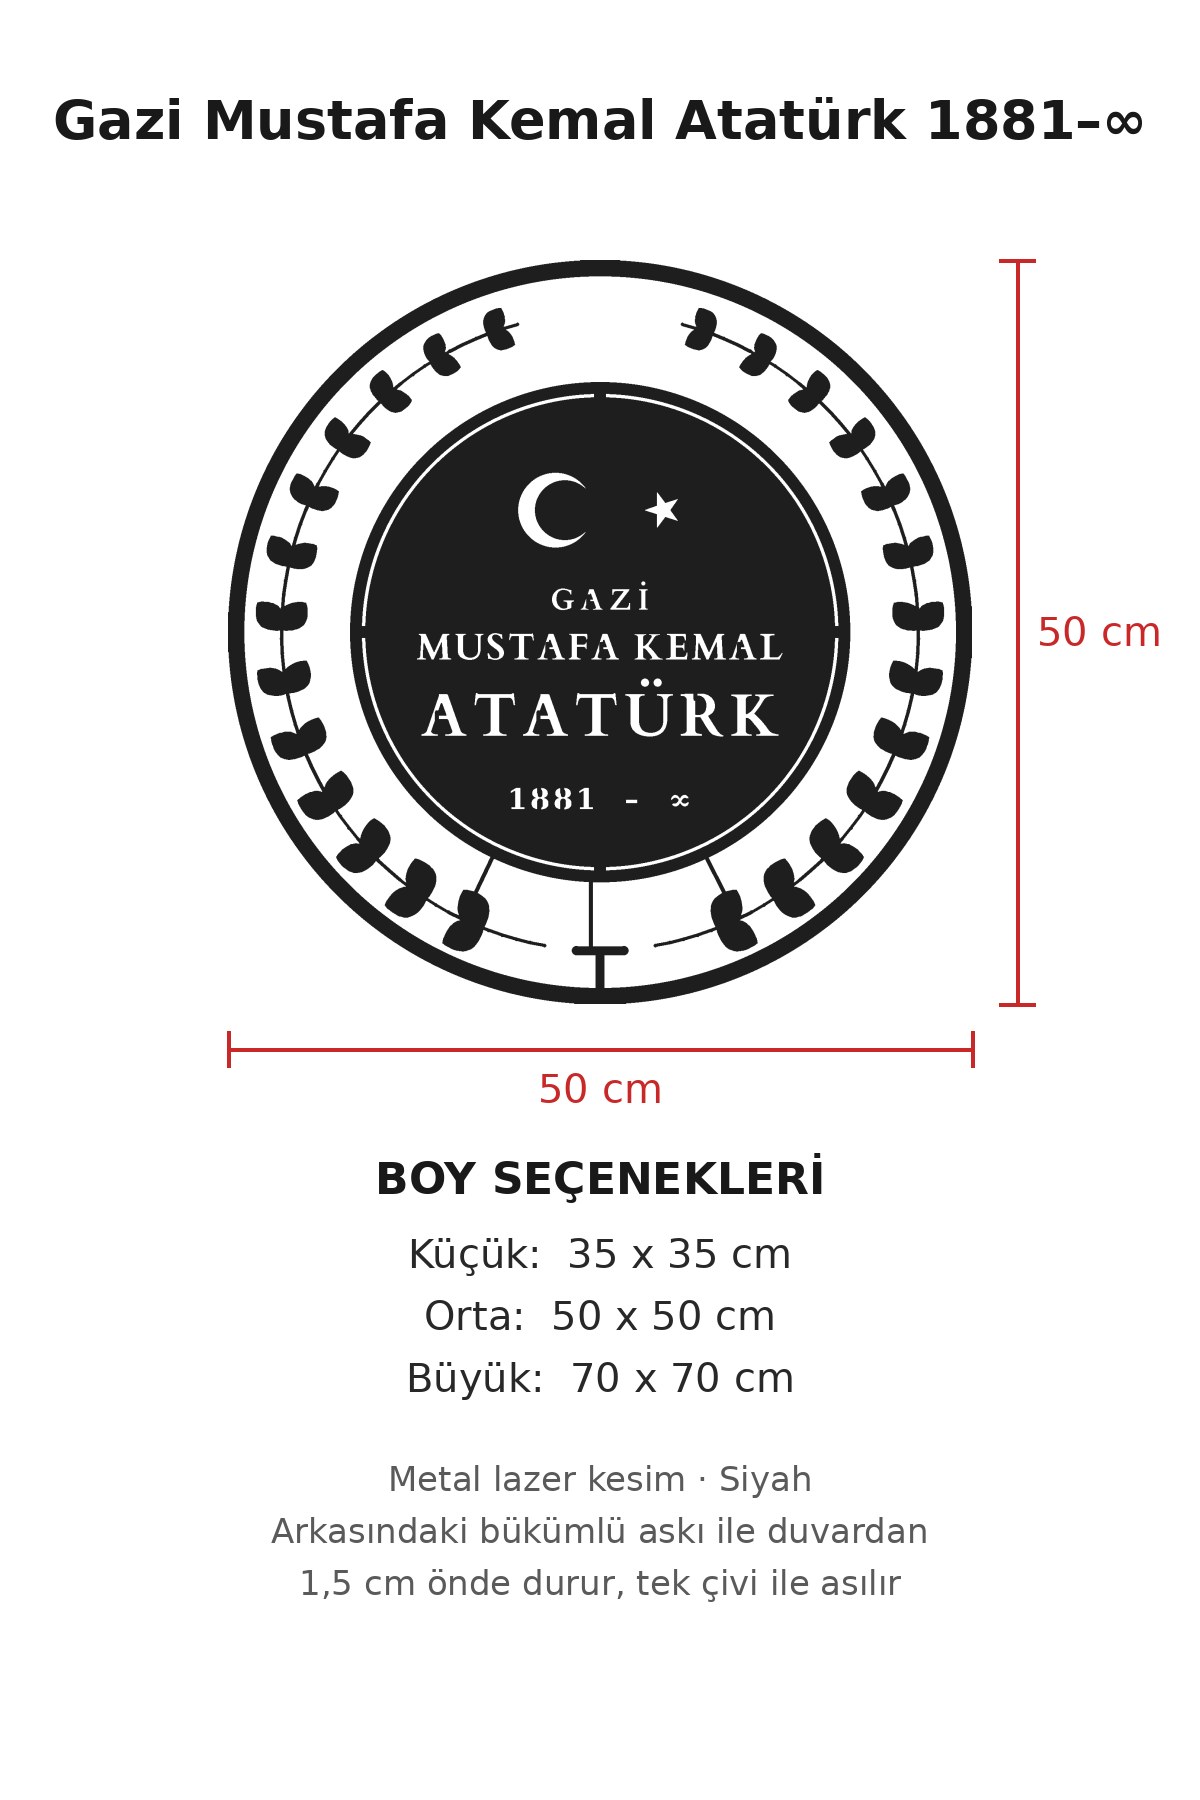 Gazi Mustafa Kemal Atatürk 1881–∞
GAZİ
MUSTAFA KEMAL
ATATÜRK
1881 - ∞
50 cm
50 cm
BOY SEÇENEKLERİ
Küçük: 35 x 35 cm
Orta: 50 x 50 cm
Büyük: 70 x 70 cm
Metal lazer kesim · Siyah
Arkasındaki bükümlü askı ile duvardan
1,5 cm önde durur, tek çivi ile asılır